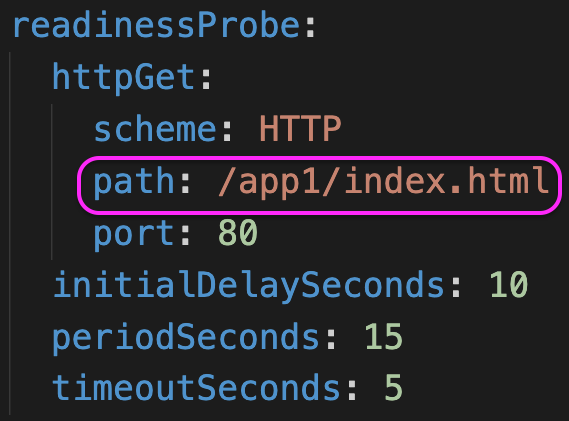 readinessProbe:
  httpGet:
    scheme: HTTP
    path: /app1/index.html
    port: 80
  initialDelaySeconds: 10
  periodSeconds: 15
  timeoutSeconds: 5